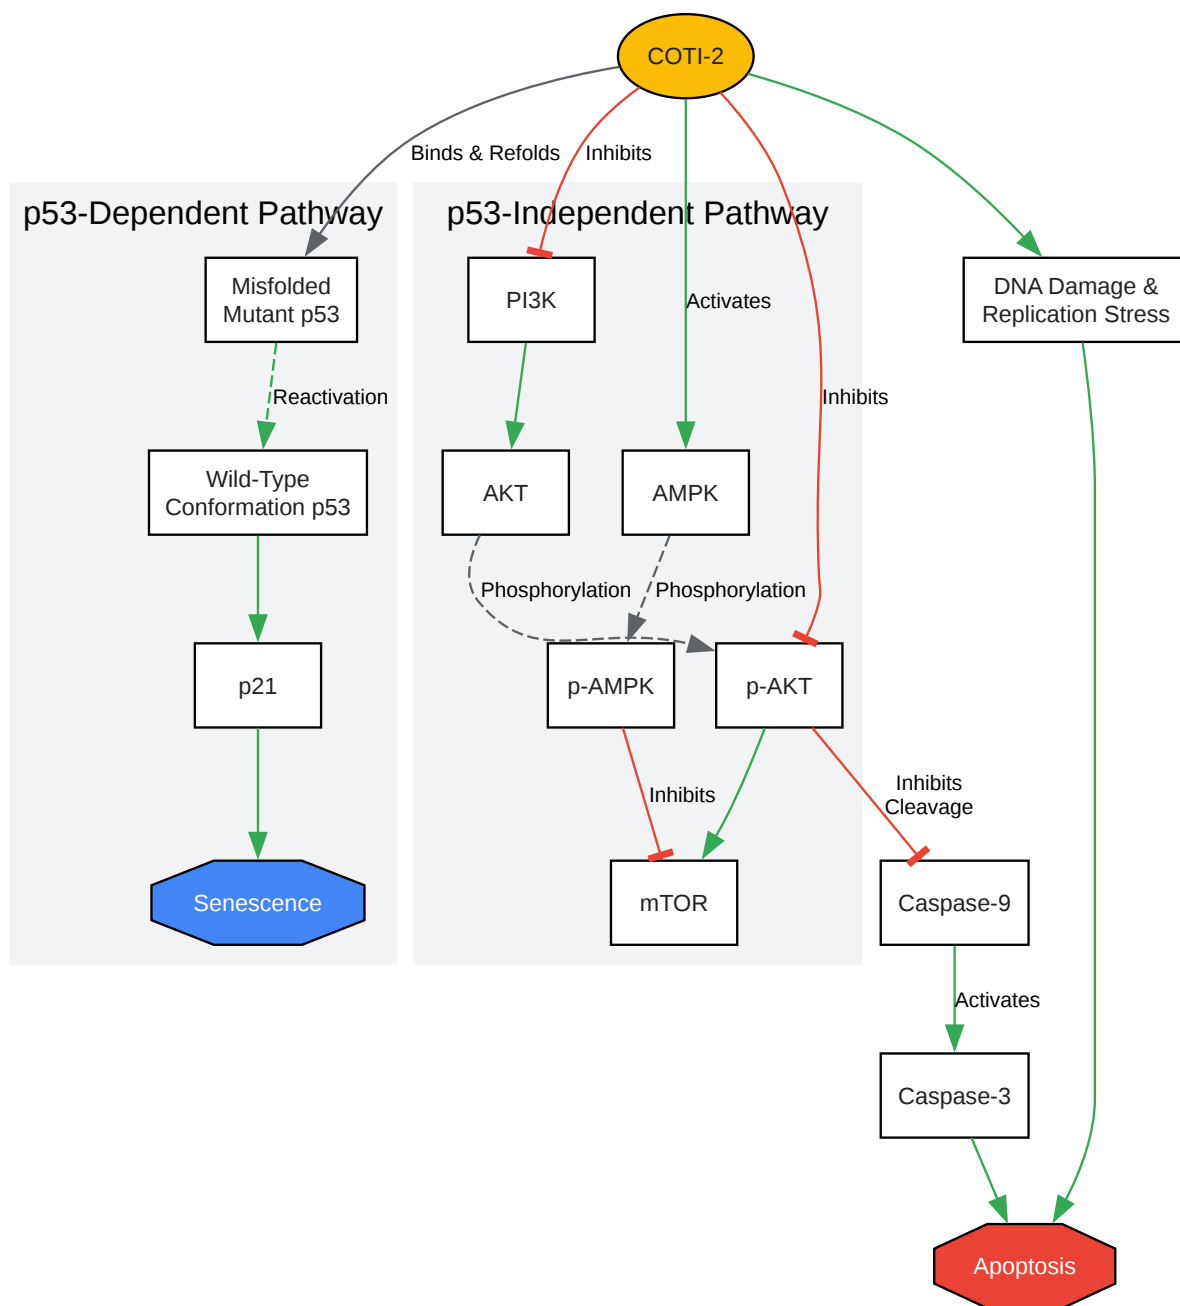 COTI-2
Binds & Refolds
Inhibits
p53-Dependent Pathway
p53-Independent Pathway
Misfolded
Mutant p53
PI3K
Activates
DNA Damage &
Replication Stress
Reactivation
Inhibits
Wild-Type
Conformation p53
AKT
AMPK
Phosphorylation
Phosphorylation
p21
p-AMPK
p-AKT
Inhibits
Inhibits
Cleavage
Senescence
mTOR
Caspase-9
Activates
Caspase-3
Apoptosis